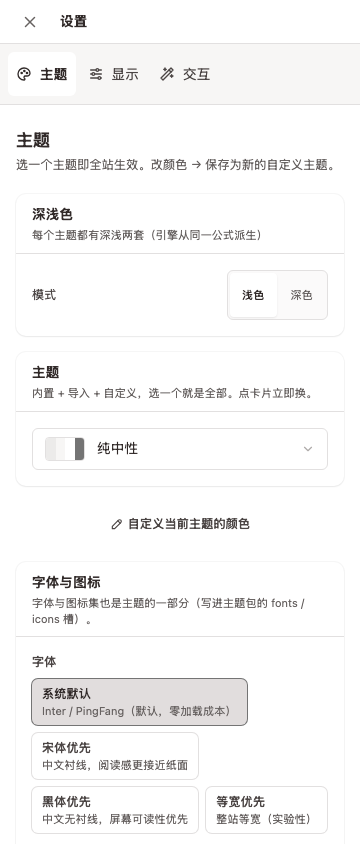 设置
主题 显示 交互
主题
选一个主题即全站生效。改颜色 → 保存为新的自定义主题。
深浅色
每个主题都有深浅两套（引擎从同一公式派生）
模式 浅色 深色
主题
内置 + 导入 + 自定义，选一个就是全部。点卡片立即换。
纯中性
自定义当前主题的颜色
字体与图标
字体与图标集也是主题的一部分（写进主题包的 fonts /
icons 槽）。
字体
系统默认
Inter / PingFang（默认，零加载成本）
宋体优先
中文衬线，阅读感更接近纸面
黑体优先 等宽优先
中文无衬线，屏幕可读性优先 整站等宽（实验性）